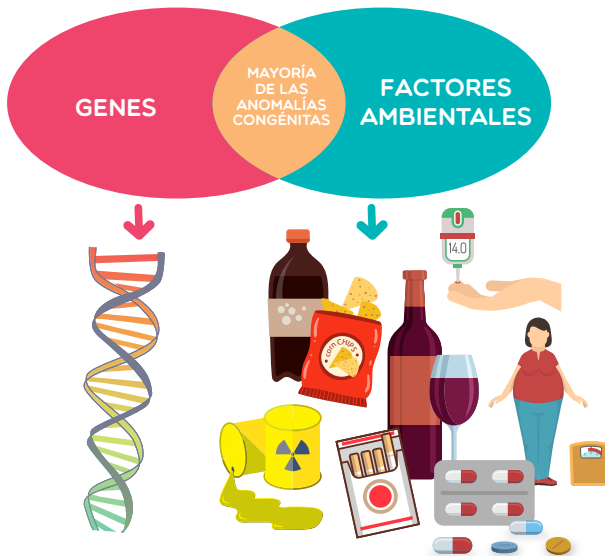 GENES
MAYORÍA
DE LAS
ANOMALÍAS
CONGÉNITAS
FACTORES
AMBIENTALES
14.0
corn CHIPS